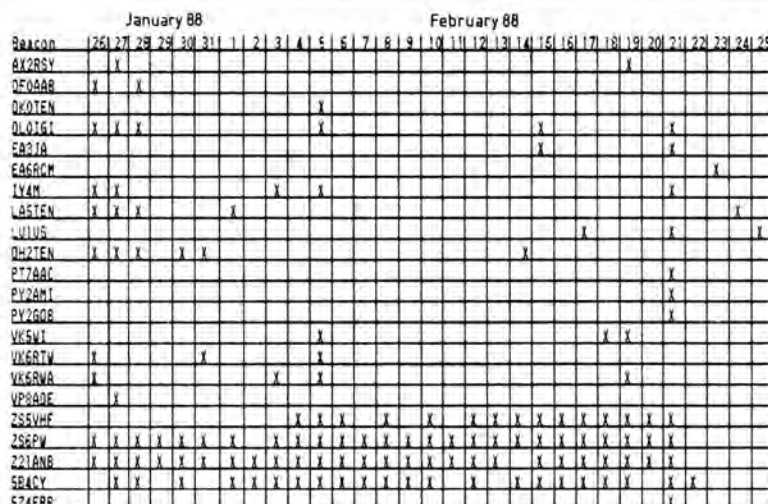 January 88 February 88
Beacon 26 27 28 29 30 31 1 2 3 4 5 6 7 8 9 10 11 12 13 14 15 16 17 18 19 20 21 22 23 24 25
AX2RSY X X
DF0AAB X X
DK0TEN X
DL0IGI X X X X X X
EA3JA X X
EA6RCM X
IY4M X X X X X
LA5TEN X X X X X
LU1UG X X X
OH2TEN X X X X X X
PT7AAC X
PY2AMI X
PY2GOB X
VK5WI X X X
VK6RTW X X X
VK6RWA X X X X
VP8ADE X
ZS5VHF X X X X X X X X X X X X X X X
ZS6PW X X X X X X X X X X X X X X X X X X X X X X X X X X
Z21ANB X X X X X X X X X X X X X X X X X X X X X X X X X X
5B4CY X X X X X X X X X X X X X X X X X X X X X X
X